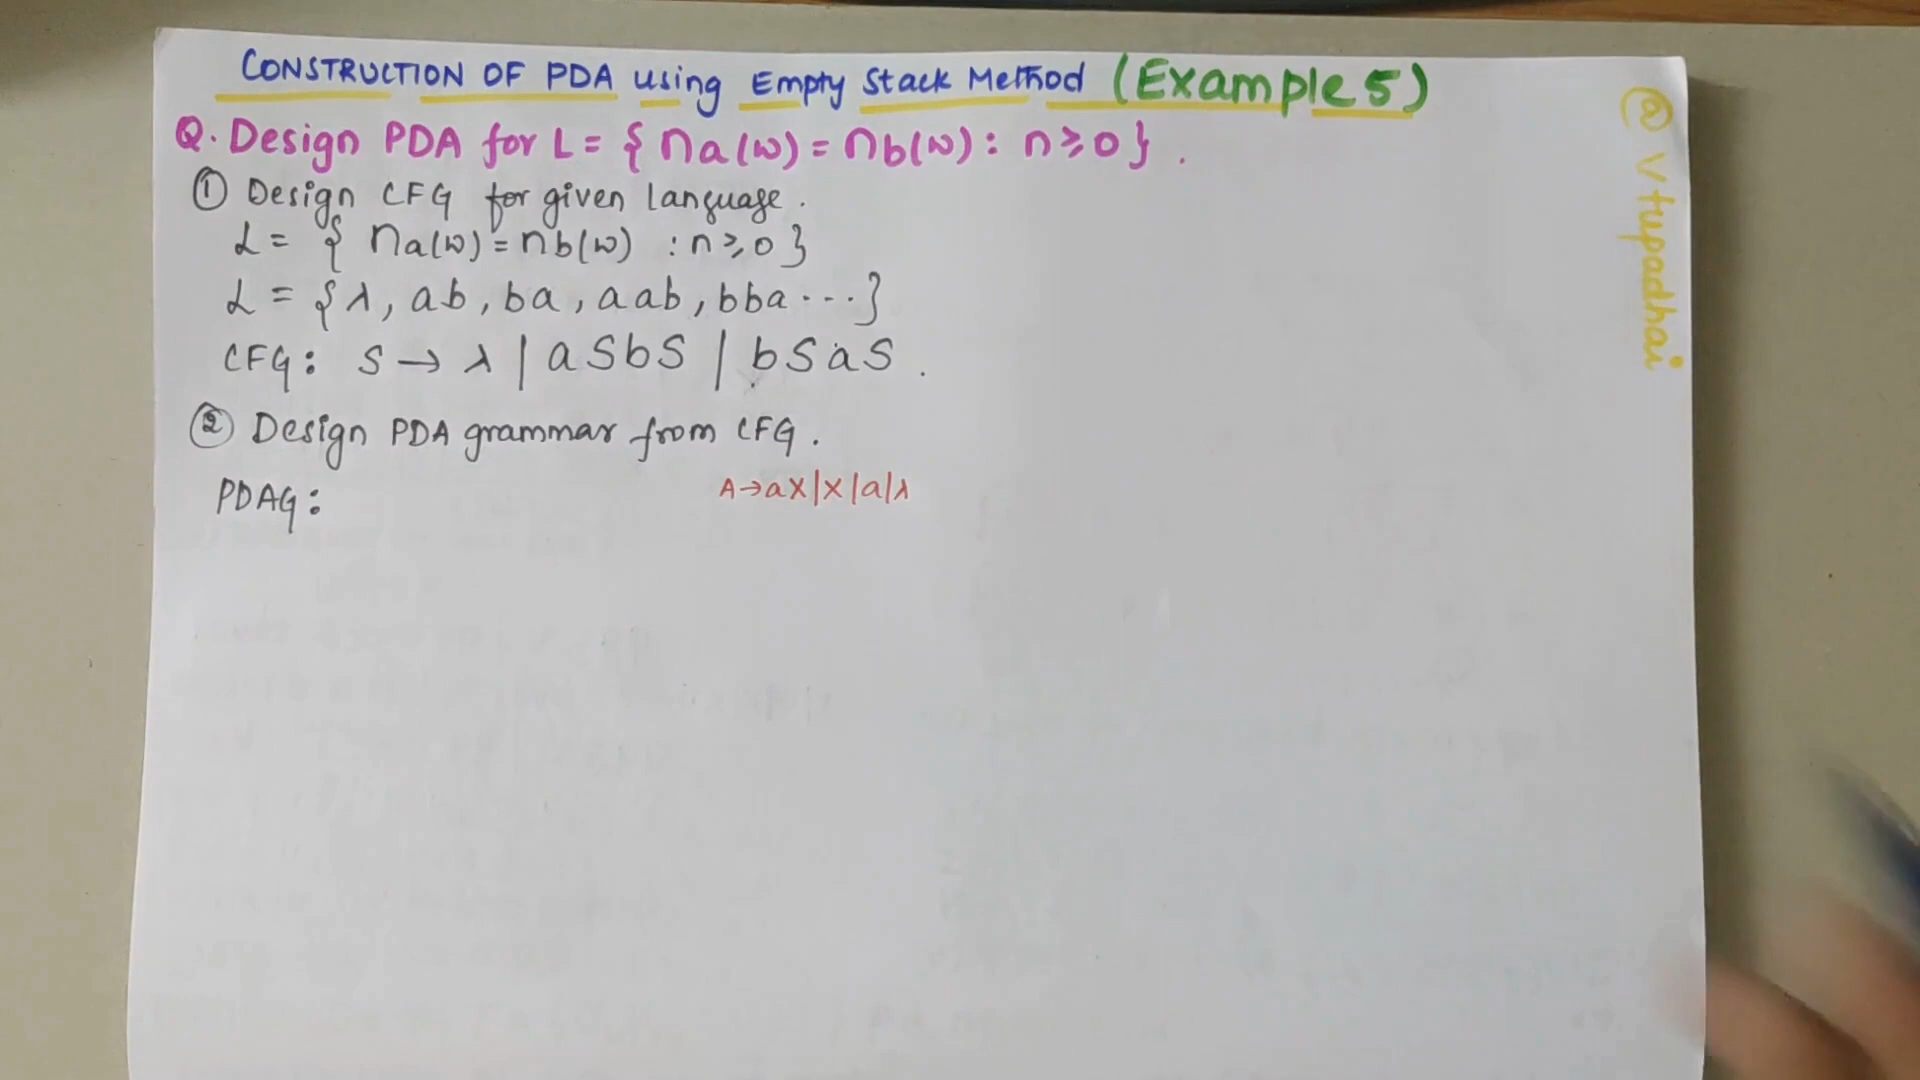 CONSTRUCTION OF PDA using Empty Stack Method (Example 5)
Q. Design PDA for L = { na(w) = nb(w) : n ≥ 0 } .
① Design CFG for given language .
L = { na(w) = nb(w) : n ≥ 0 }
L = { λ, ab, ba, aab, bba ... }
CFG : S → λ | aSbS | bSaS .
② Design PDA grammar from CFG .
PDAG :
A → aX | X | a | λ
@ Vtupadhai